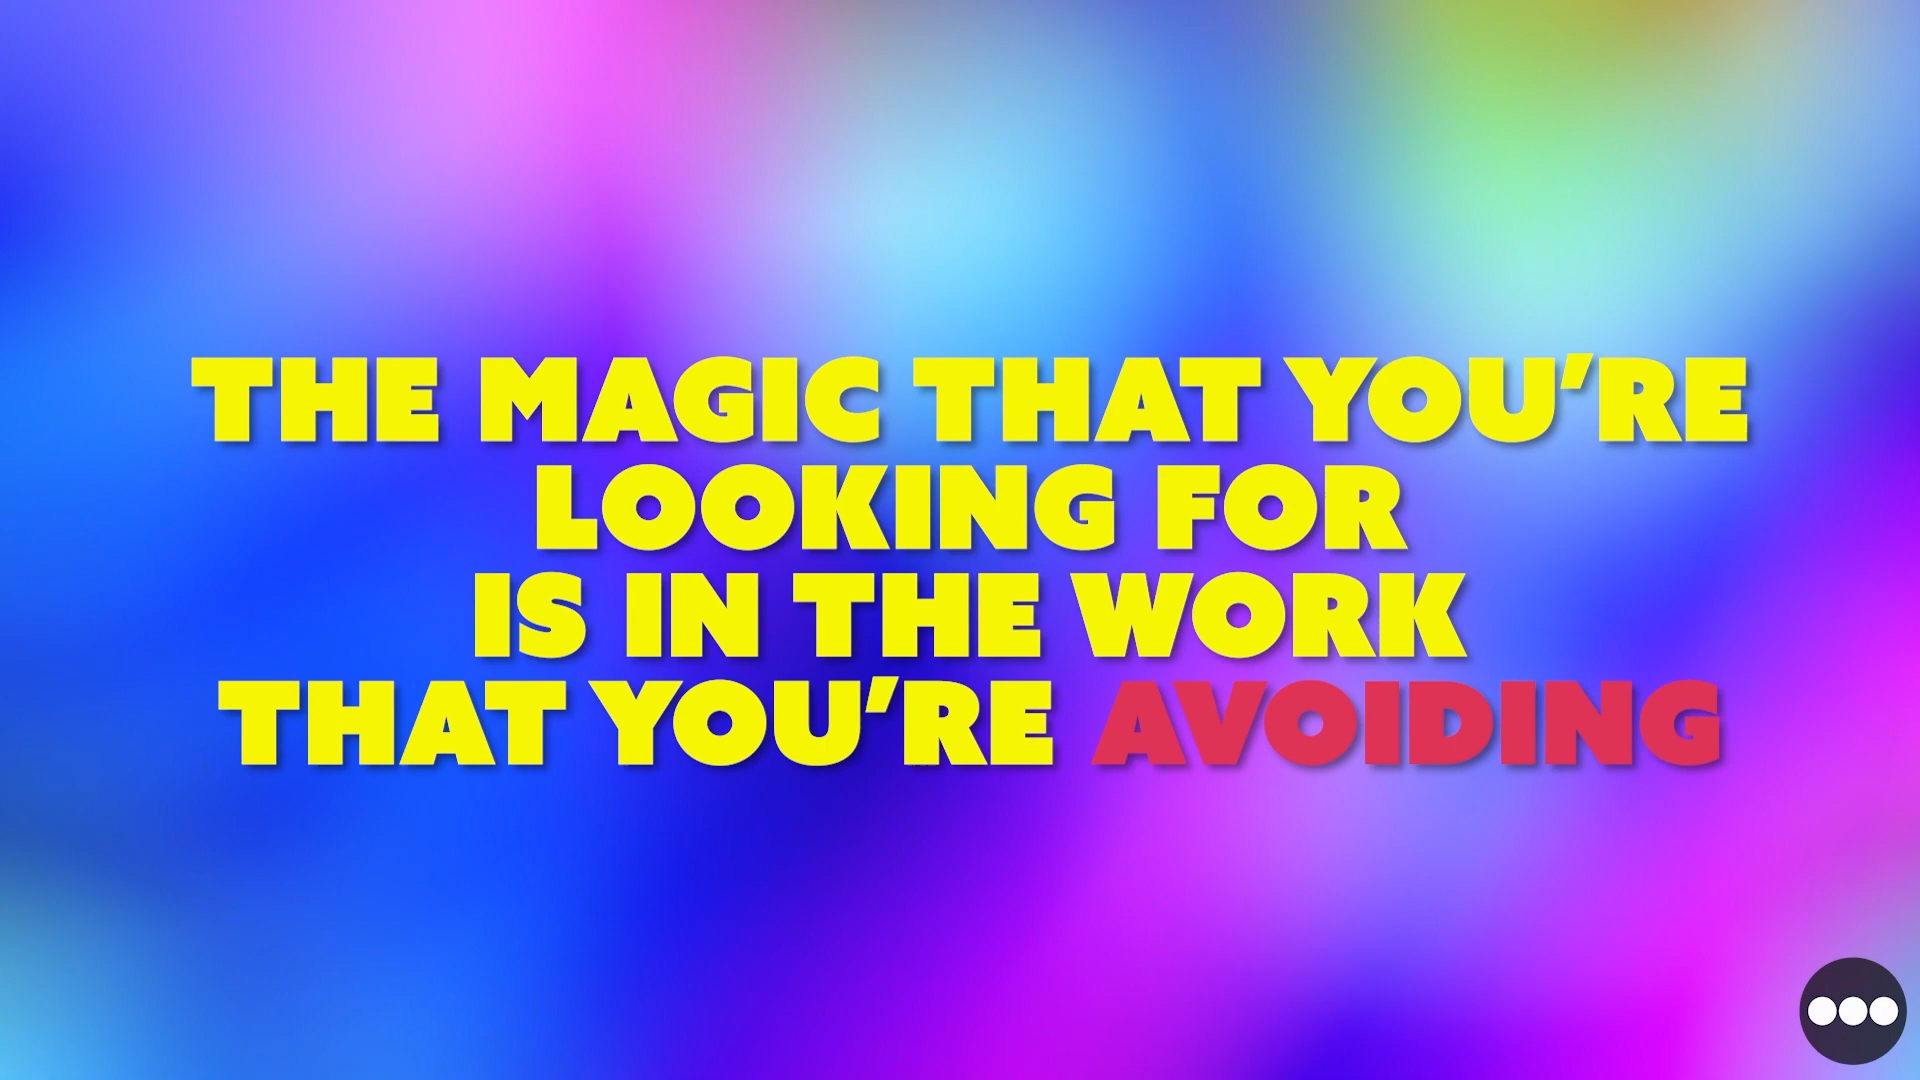 THE MAGIC THAT YOU’RE
LOOKING FOR
IS IN THE WORK
THAT YOU’RE AVOIDING